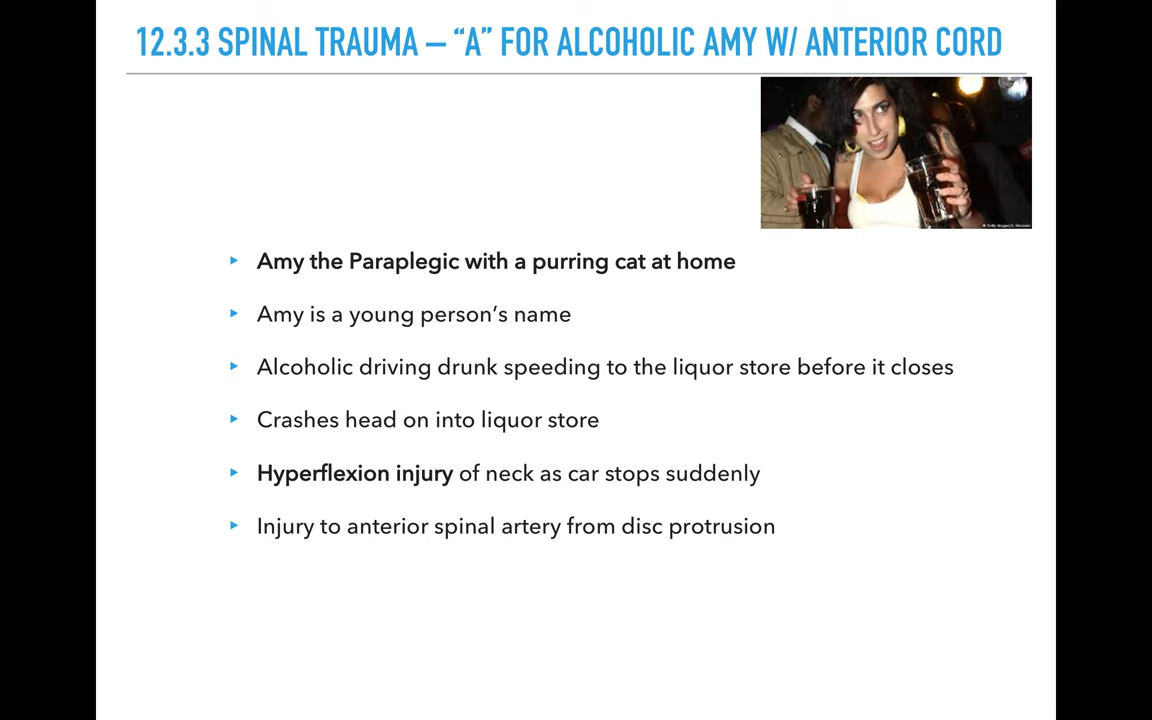 12.3.3 SPINAL TRAUMA – “A” FOR ALCOHOLIC AMY W/ ANTERIOR CORD
Amy the Paraplegic with a purring cat at home
Amy is a young person’s name
Alcoholic driving drunk speeding to the liquor store before it closes
Crashes head on into liquor store
Hyperflexion injury of neck as car stops suddenly
Injury to anterior spinal artery from disc protrusion